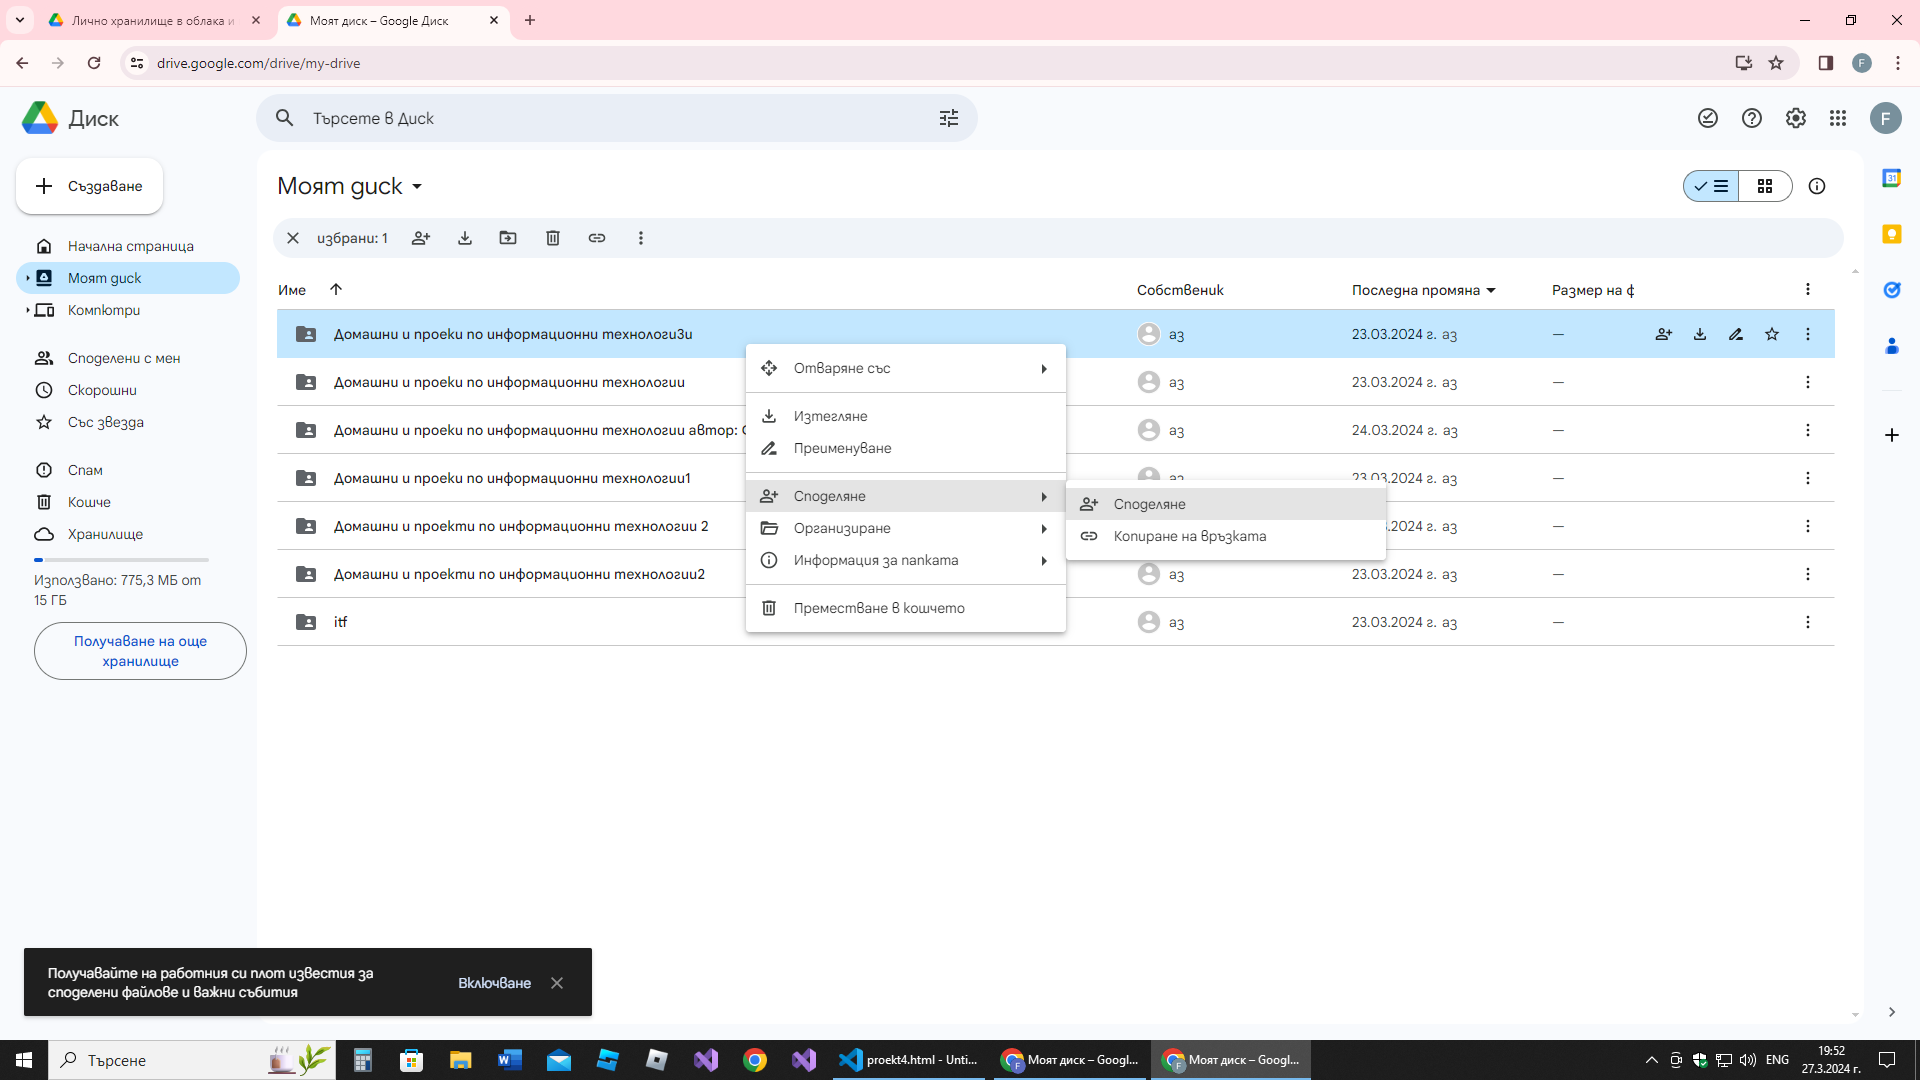 Лично хранилище в облака и
Моят диск – Google Диск
drive.google.com/drive/my-drive
F
Диск
Търсете в Диск
F
Създаване
Начална страница
Моят диск
Компютри
Споделени с мен
Скорошни
Със звезда
Спам
Кошче
Хранилище
Използвано: 775,3 МБ от
15 ГБ
Получаване на още
хранилище
Моят диск
избрани: 1
Име Собственик Последна промяна Размер на ф
Домашни и проеки по информационни технологи3и аз 23.03.2024 г. аз —
Домашни и проеки по информационни технологии аз 23.03.2024 г. аз —
Домашни и проеки по информационни технологии автор: аз 24.03.2024 г. аз —
Домашни и проеки по информационни технологии1 аз 23.03.2024 г. аз —
Домашни и проекти по информационни технологии 2 аз —
Домашни и проекти по информационни технологии2 аз 23.03.2024 г. аз —
itf аз 23.03.2024 г. аз —
Отваряне със
Изтегляне
Преименуване
Споделяне
Организиране
Информация за папката
Преместване в кошчето
Споделяне
Копиране на връзката
31
Получавайте на работния си плот известия за
споделени файлове и важни събития
Включване
Търсене
proekt4.html - Unti...
Моят диск – Googl...
Моят диск – Googl...
ENG
19:52
27.3.2024 г.